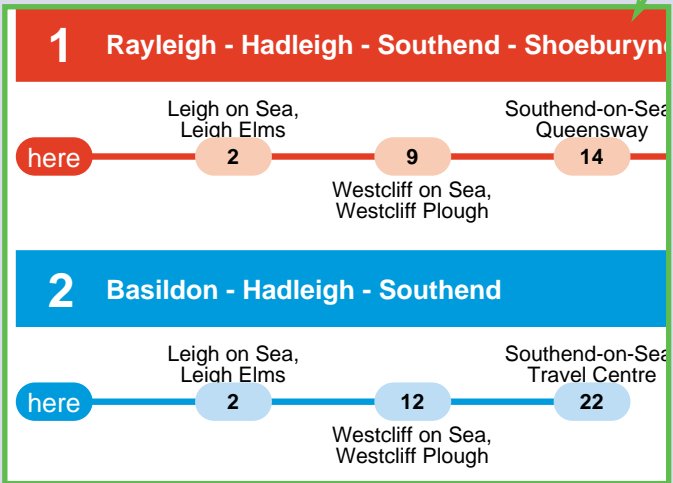 1 Rayleigh - Hadleigh - Southend - Shoeburyn
Leigh on Sea,
Leigh Elms
Southend-on-Sea
Queensway
here 2 9 14
Westcliff on Sea,
Westcliff Plough
2 Basildon - Hadleigh - Southend
Leigh on Sea,
Leigh Elms
Southend-on-Sea
Travel Centre
here 2 12 22
Westcliff on Sea,
Westcliff Plough